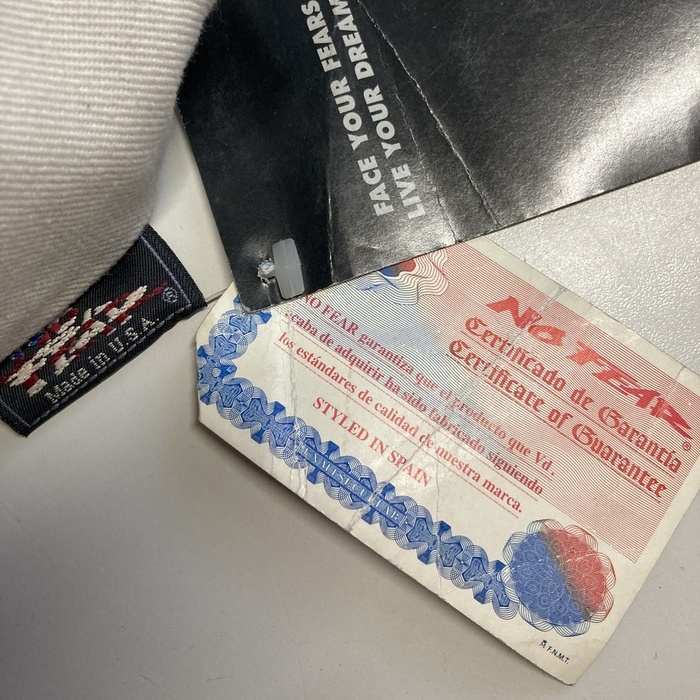 FACE YOUR FEARS
LIVE YOUR DREAM
NO FEAR
®
Made in U.S.A.
NO FEAR®
Certificado de Garantía
Certificate of Guarantee
NO FEAR garantiza que el producto que Vd.
acaba de adquirir ha sido fabricado siguiendo
los estándares de calidad de nuestra marca.
STYLED IN SPAIN
F.N.M.T.